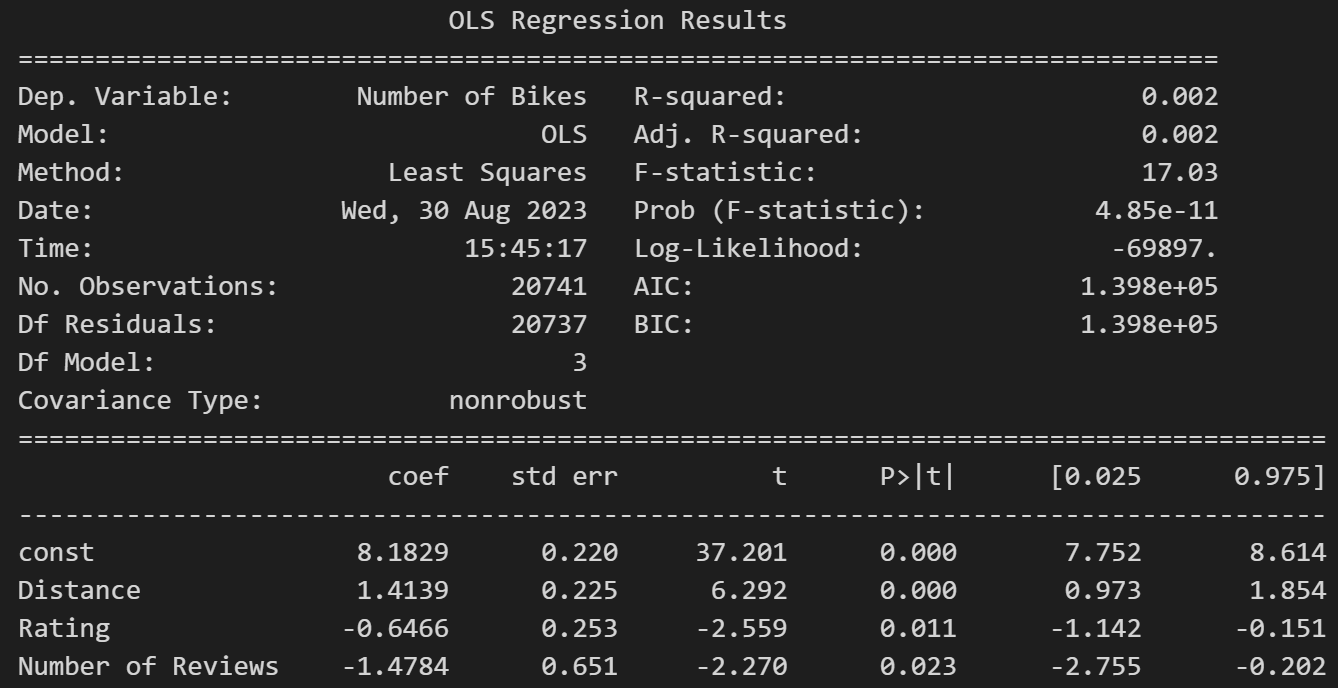 OLS Regression Results
==============================================================================
Dep. Variable:        Number of Bikes   R-squared:                       0.002
Model:                            OLS   Adj. R-squared:                  0.002
Method:                 Least Squares   F-statistic:                     17.03
Date:                Wed, 30 Aug 2023   Prob (F-statistic):           4.85e-11
Time:                        15:45:17   Log-Likelihood:                -69897.
No. Observations:               20741   AIC:                         1.398e+05
Df Residuals:                   20737   BIC:                         1.398e+05
Df Model:                           3
Covariance Type:            nonrobust
=====================================================================================
                        coef    std err          t      P>|t|      [0.025      0.975]
-------------------------------------------------------------------------------------
const                 8.1829      0.220     37.201      0.000       7.752       8.614
Distance              1.4139      0.225      6.292      0.000       0.973       1.854
Rating               -0.6466      0.253     -2.559      0.011      -1.142      -0.151
Number of Reviews    -1.4784      0.651     -2.270      0.023      -2.755      -0.202